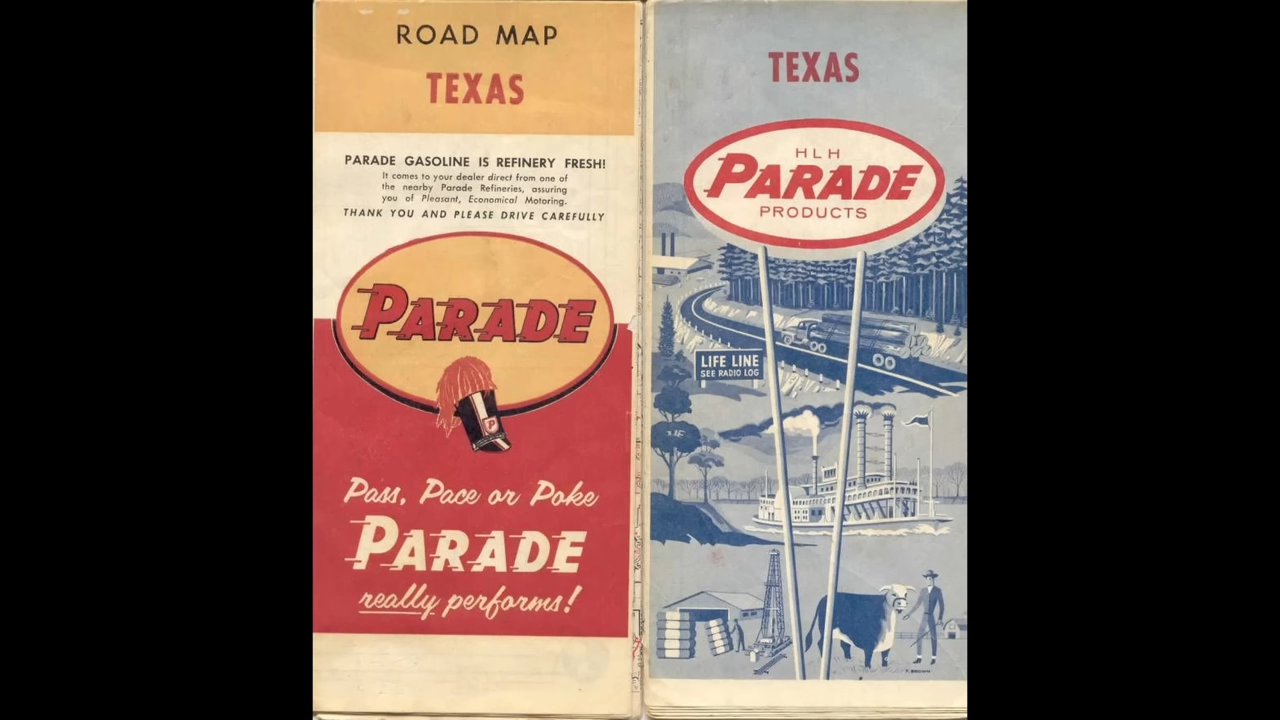 ROAD MAP
TEXAS
PARADE GASOLINE IS REFINERY FRESH!
It comes to your dealer direct from one of
the nearby Parade Refineries, assuring
you of Pleasant, Economical Motoring.
THANK YOU AND PLEASE DRIVE CAREFULLY
PARADE
P
Pass, Pace or Poke
PARADE
really performs!
TEXAS
HLH
PARADE
PRODUCTS
LIFE LINE
SEE RADIO LOG
F. BROWN